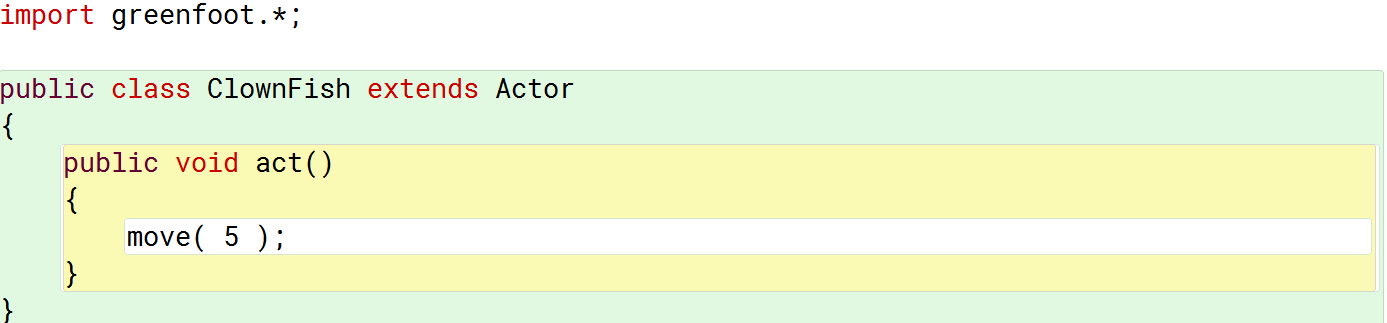 import greenfoot.*;
public class ClownFish extends Actor
{
public void act()
{
move( 5 );
}
}